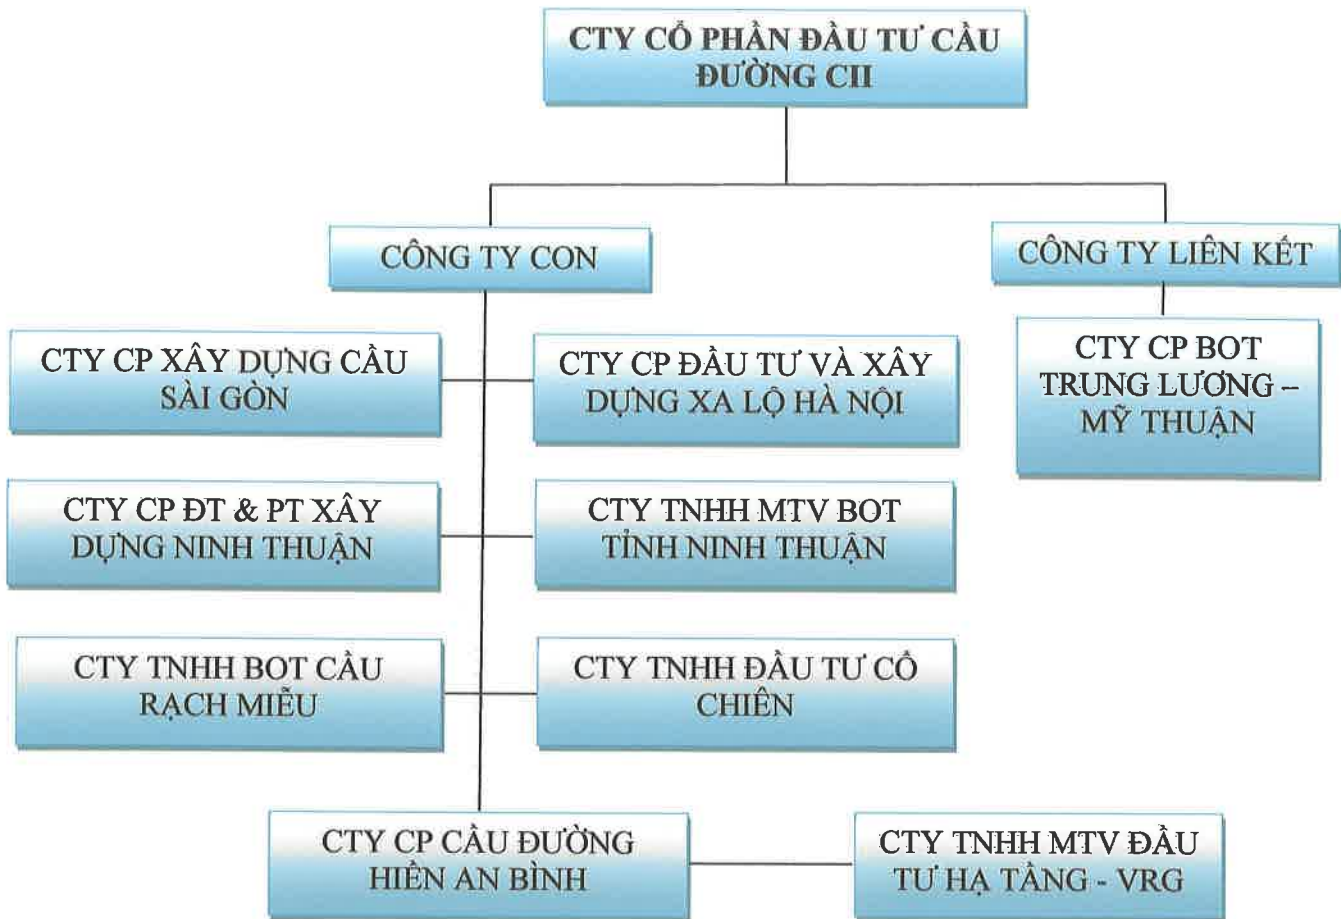 CTY CỔ PHẦN ĐẦU TƯ CẦU
ĐƯỜNG CII
CÔNG TY CON
CÔNG TY LIÊN KẾT
CTY CP XÂY DỰNG CẦU
SÀI GÒN
CTY CP ĐẦU TƯ VÀ XÂY
DỰNG XA LỘ HÀ NỘI
CTY CP BOT
TRUNG LƯƠNG –
MỸ THUẬN
CTY CP ĐT & PT XÂY
DỰNG NINH THUẬN
CTY TNHH MTV BOT
TỈNH NINH THUẬN
CTY TNHH BOT CẦU
RẠCH MIỄU
CTY TNHH ĐẦU TƯ CỔ
CHIÊN
CTY CP CẦU ĐƯỜNG
HIỀN AN BÌNH
CTY TNHH MTV ĐẦU
TƯ HẠ TẦNG - VRG